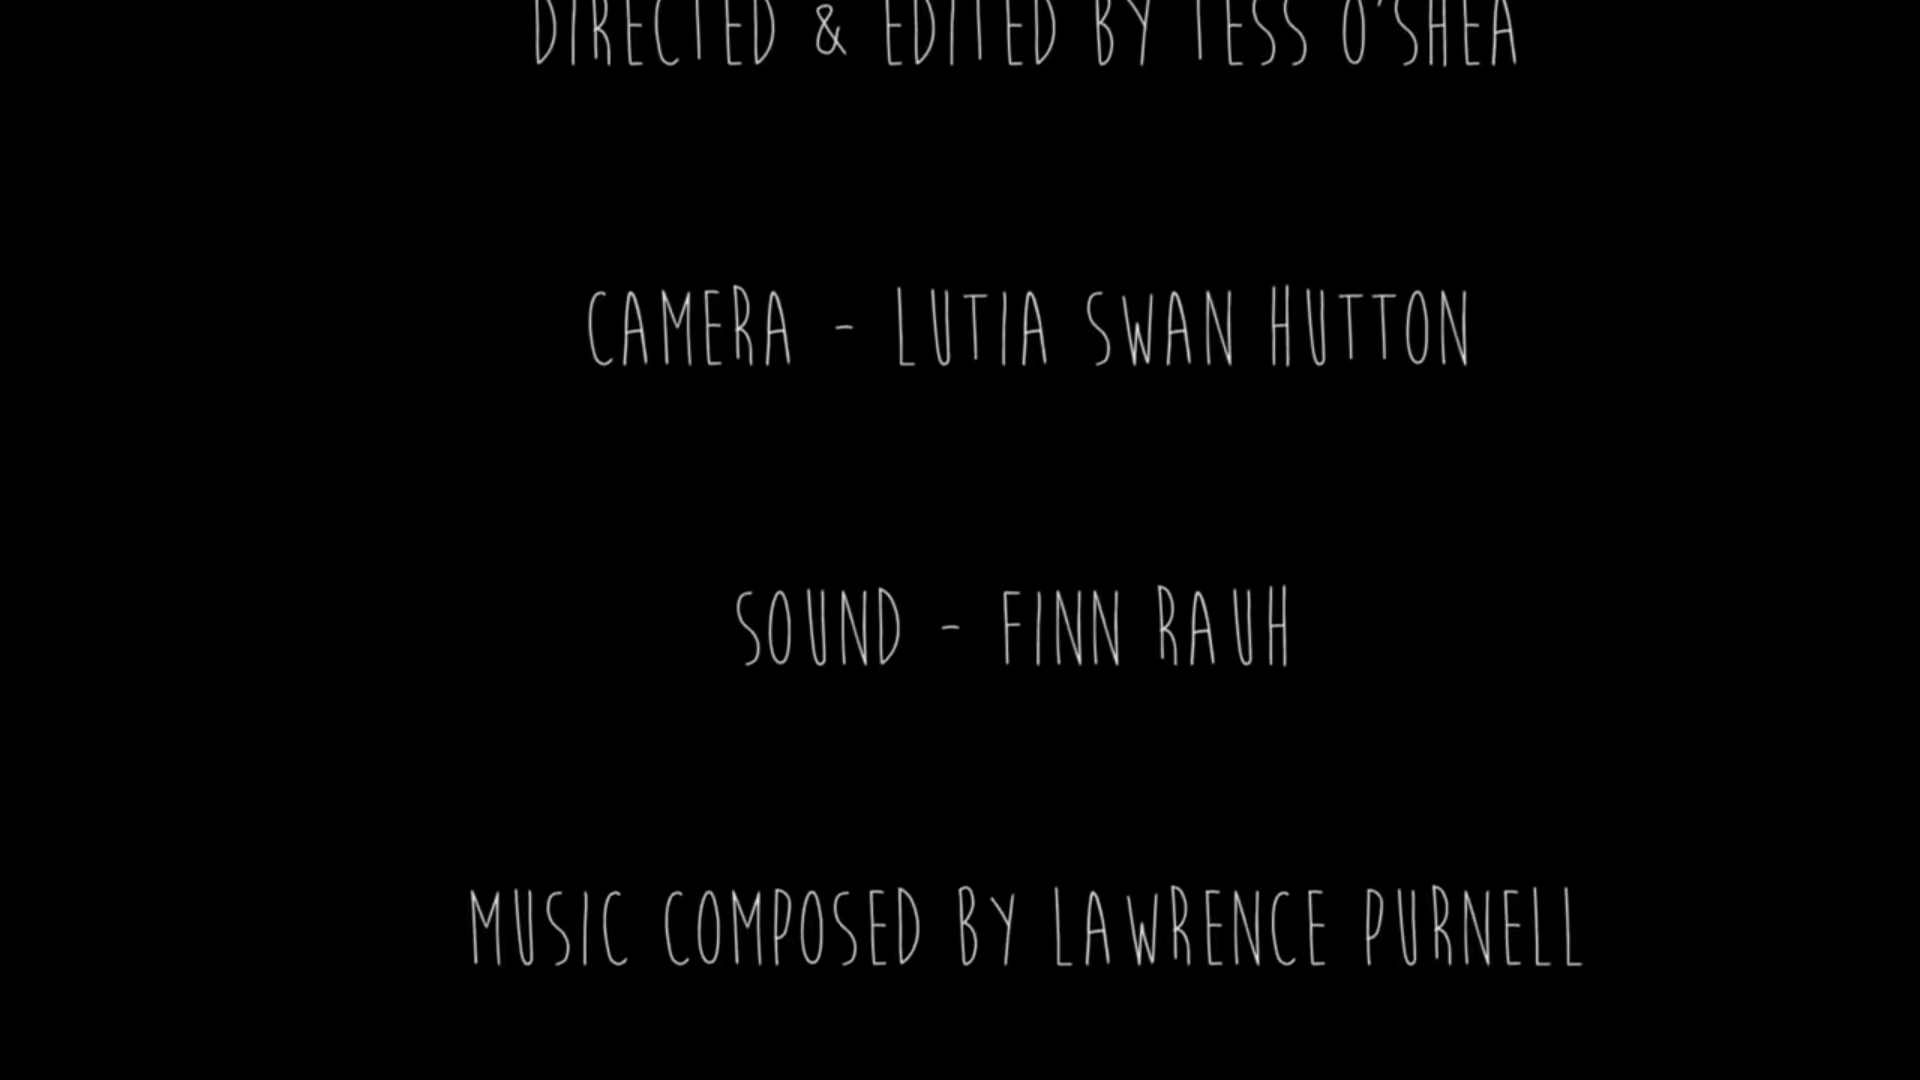 DIRECTED & EDITED BY TESS O'SHEA
CAMERA - LUTIA SWAN HUTTON
SOUND - FINN RAUH
MUSIC COMPOSED BY LAWRENCE PURNELL